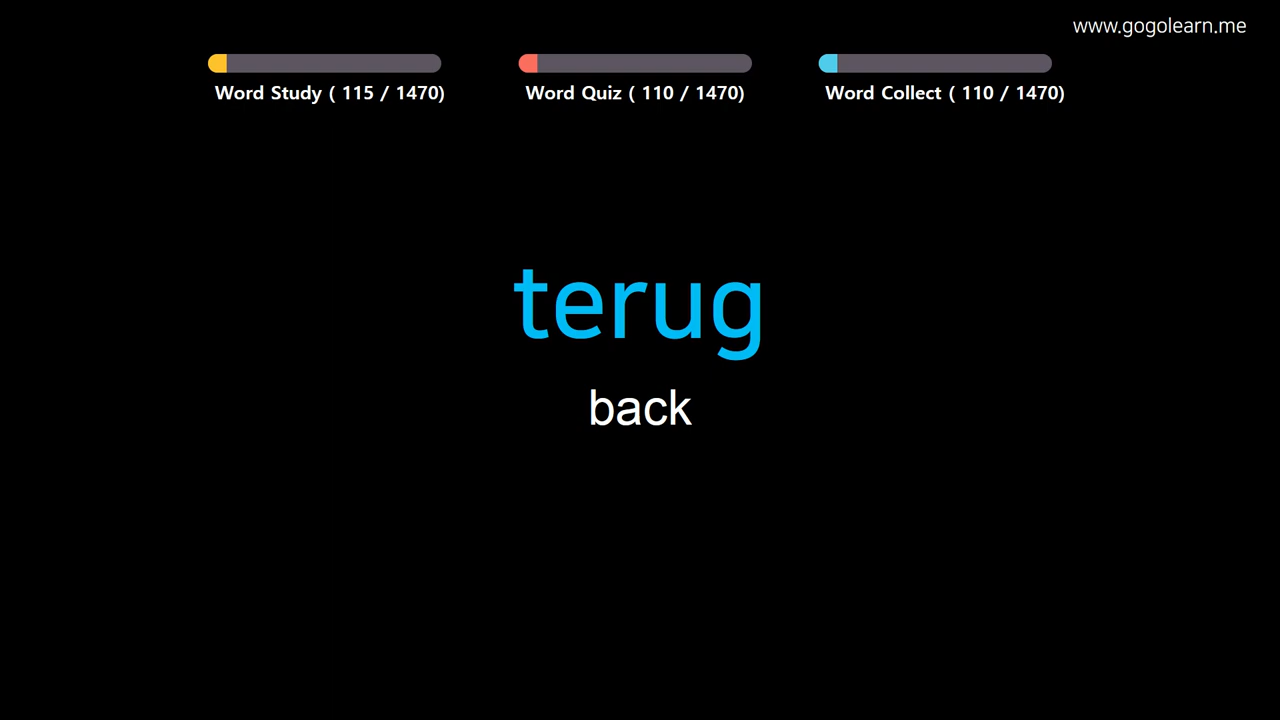 www.gogolearn.me
Word Study ( 115 / 1470)
Word Quiz ( 110 / 1470)
Word Collect ( 110 / 1470)
terug
back